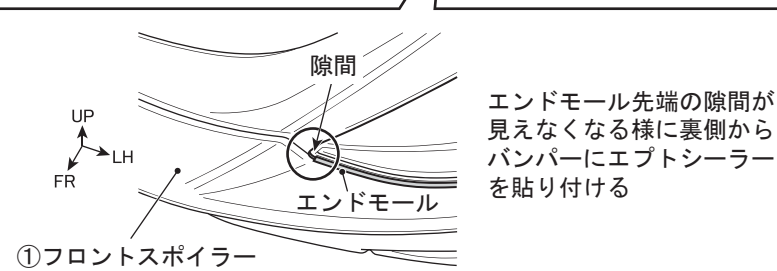 隙間
エンドモール先端の隙間が
見えなくなる様に裏側から
バンパーにエプトシーラー
を貼り付ける
UP
LH
FR
エンドモール
①フロントスポイラー